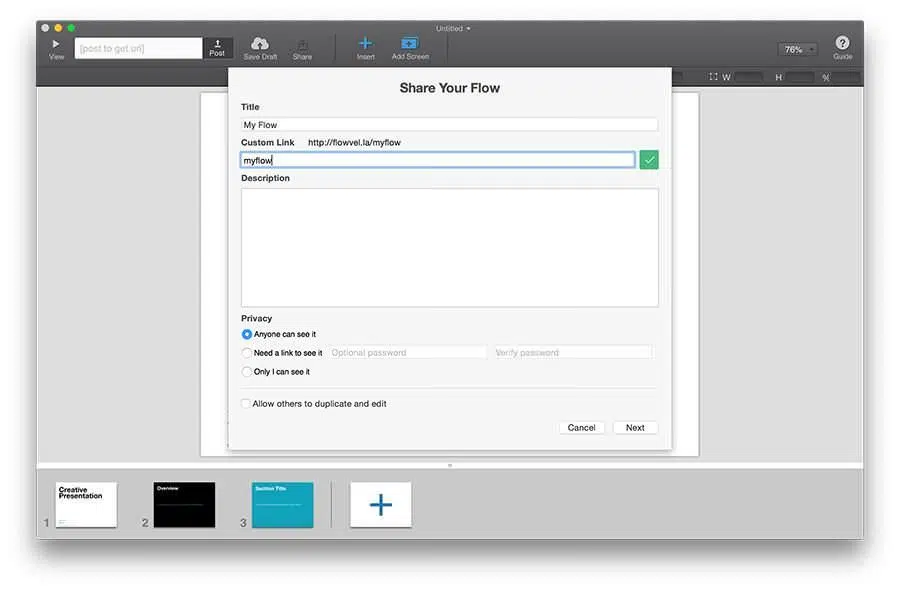 Untitled
[post to get url]
View
Post
Save Draft
Share
Insert
Add Screen
76%
Guide
W
H
%
Share Your Flow
Title
My Flow
Custom Link http://flowvel.la/myflow
myflow
Description
Privacy
Anyone can see it
Need a link to see it Optional password Verify password
Only I can see it
Allow others to duplicate and edit
Cancel Next
Creative
Presentation
Overview
Section Title
1 2 3